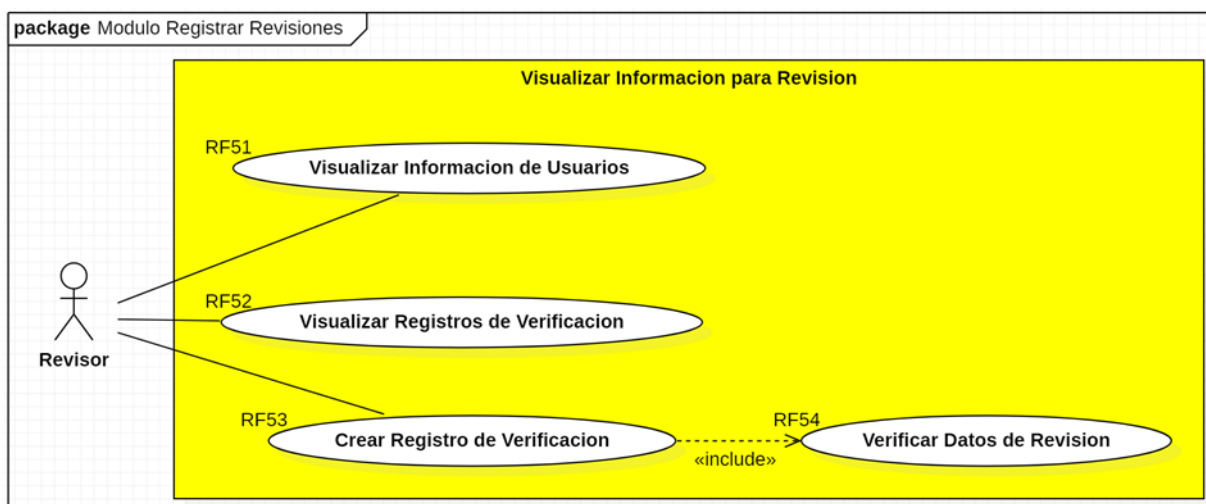 package Modulo Registrar Revisiones
Visualizar Informacion para Revision
RF51
Visualizar Informacion de Usuarios
RF52
Visualizar Registros de Verificacion
Revisor
RF53
Crear Registro de Verificacion
«include»
RF54
Verificar Datos de Revision